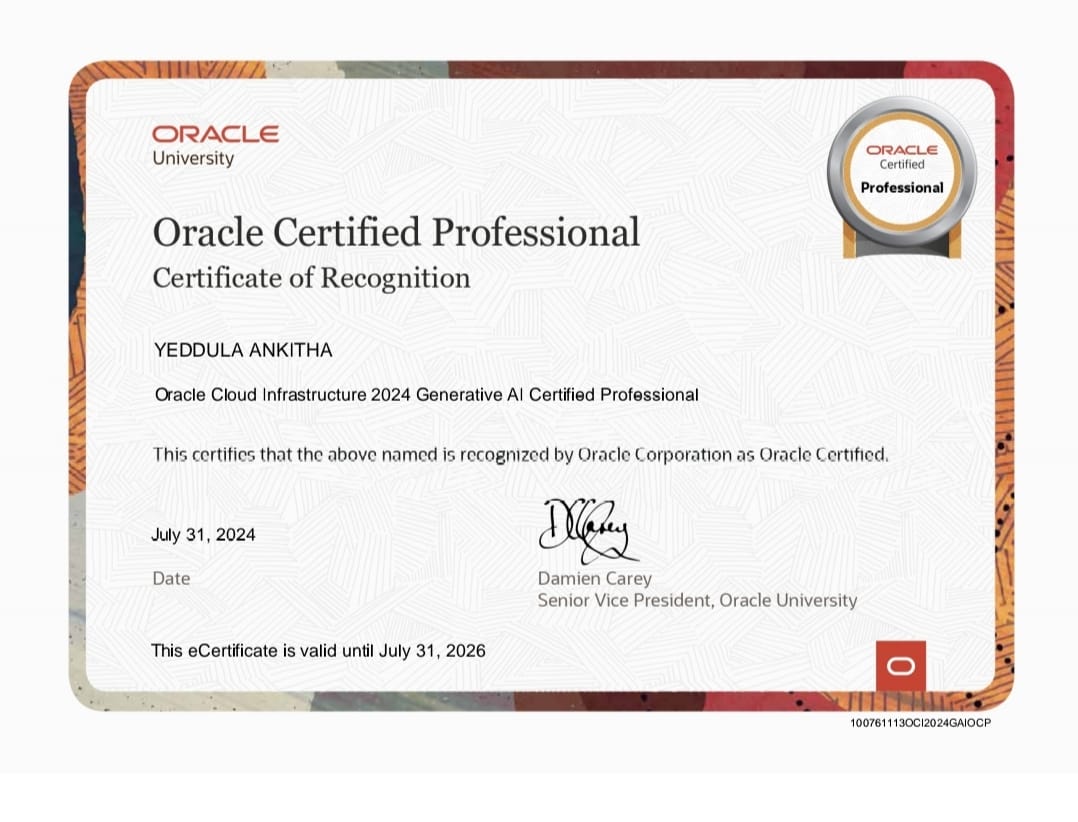 ORACLE
University
ORACLE
Certified
Professional
Oracle Certified Professional
Certificate of Recognition
YEDDULA ANKITHA
Oracle Cloud Infrastructure 2024 Generative AI Certified Professional
This certifies that the above named is recognized by Oracle Corporation as Oracle Certified.
July 31, 2024
Date
DCarey
Damien Carey
Senior Vice President, Oracle University
This eCertificate is valid until July 31, 2026
100761113OCI2024GAIOCP